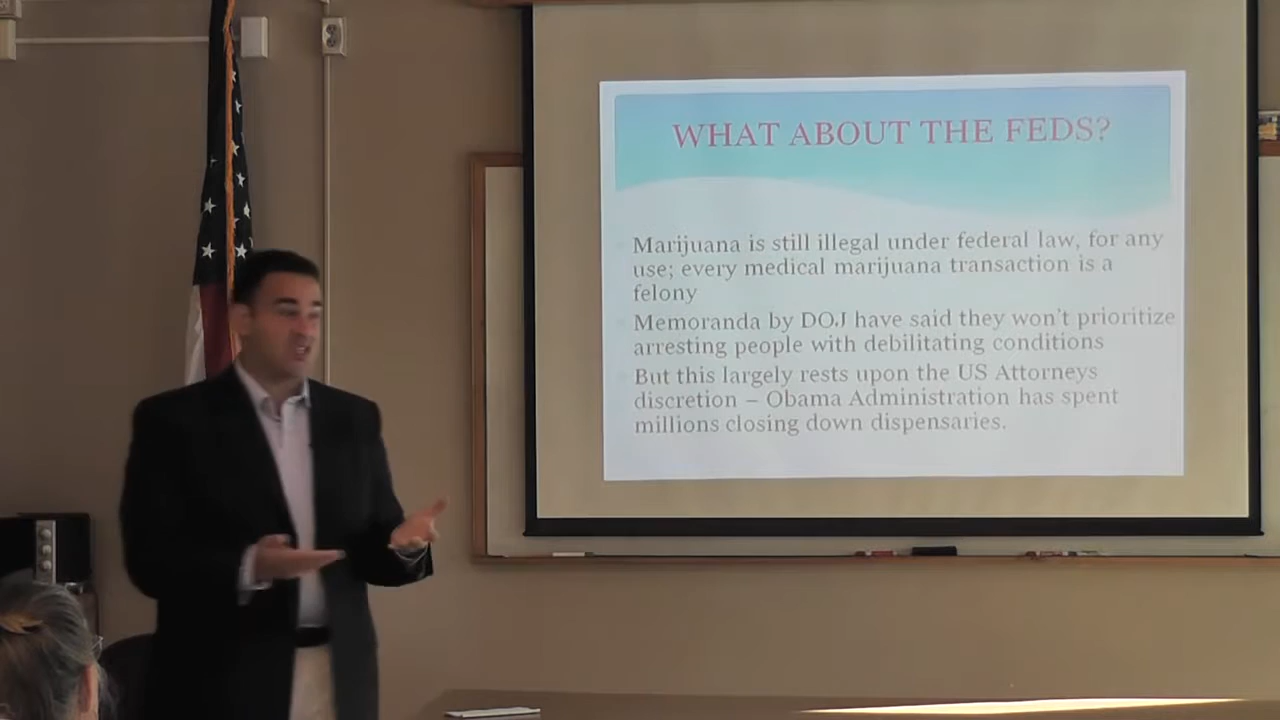 WHAT ABOUT THE FEDS?
Marijuana is still illegal under federal law, for any
use; every medical marijuana transaction is a
felony
Memoranda by DOJ have said they won't prioritize
arresting people with debilitating conditions
But this largely rests upon the US Attorneys
discretion – Obama Administration has spent
millions closing down dispensaries.